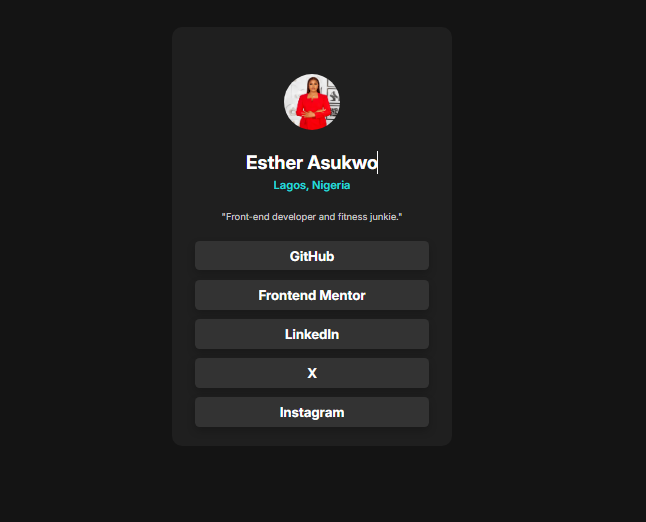 Esther Asukwo
Lagos, Nigeria
"Front-end developer and fitness junkie."
GitHub
Frontend Mentor
LinkedIn
X
Instagram